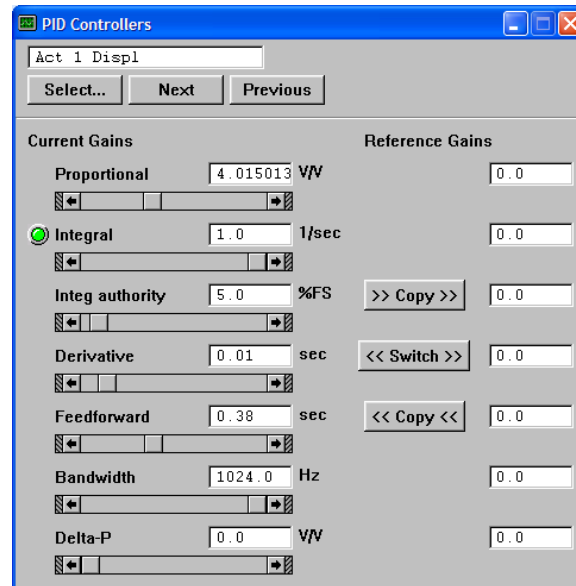 PID Controllers
Act 1 Displ
Select... Next Previous
Current Gains Reference Gains
Proportional 4.015013 V/V 0.0
Integral 1.0 1/sec 0.0
Integ authority 5.0 %FS >> Copy >> 0.0
Derivative 0.01 sec << Switch >> 0.0
Feedforward 0.38 sec << Copy << 0.0
Bandwidth 1024.0 Hz 0.0
Delta-P 0.0 V/V 0.0